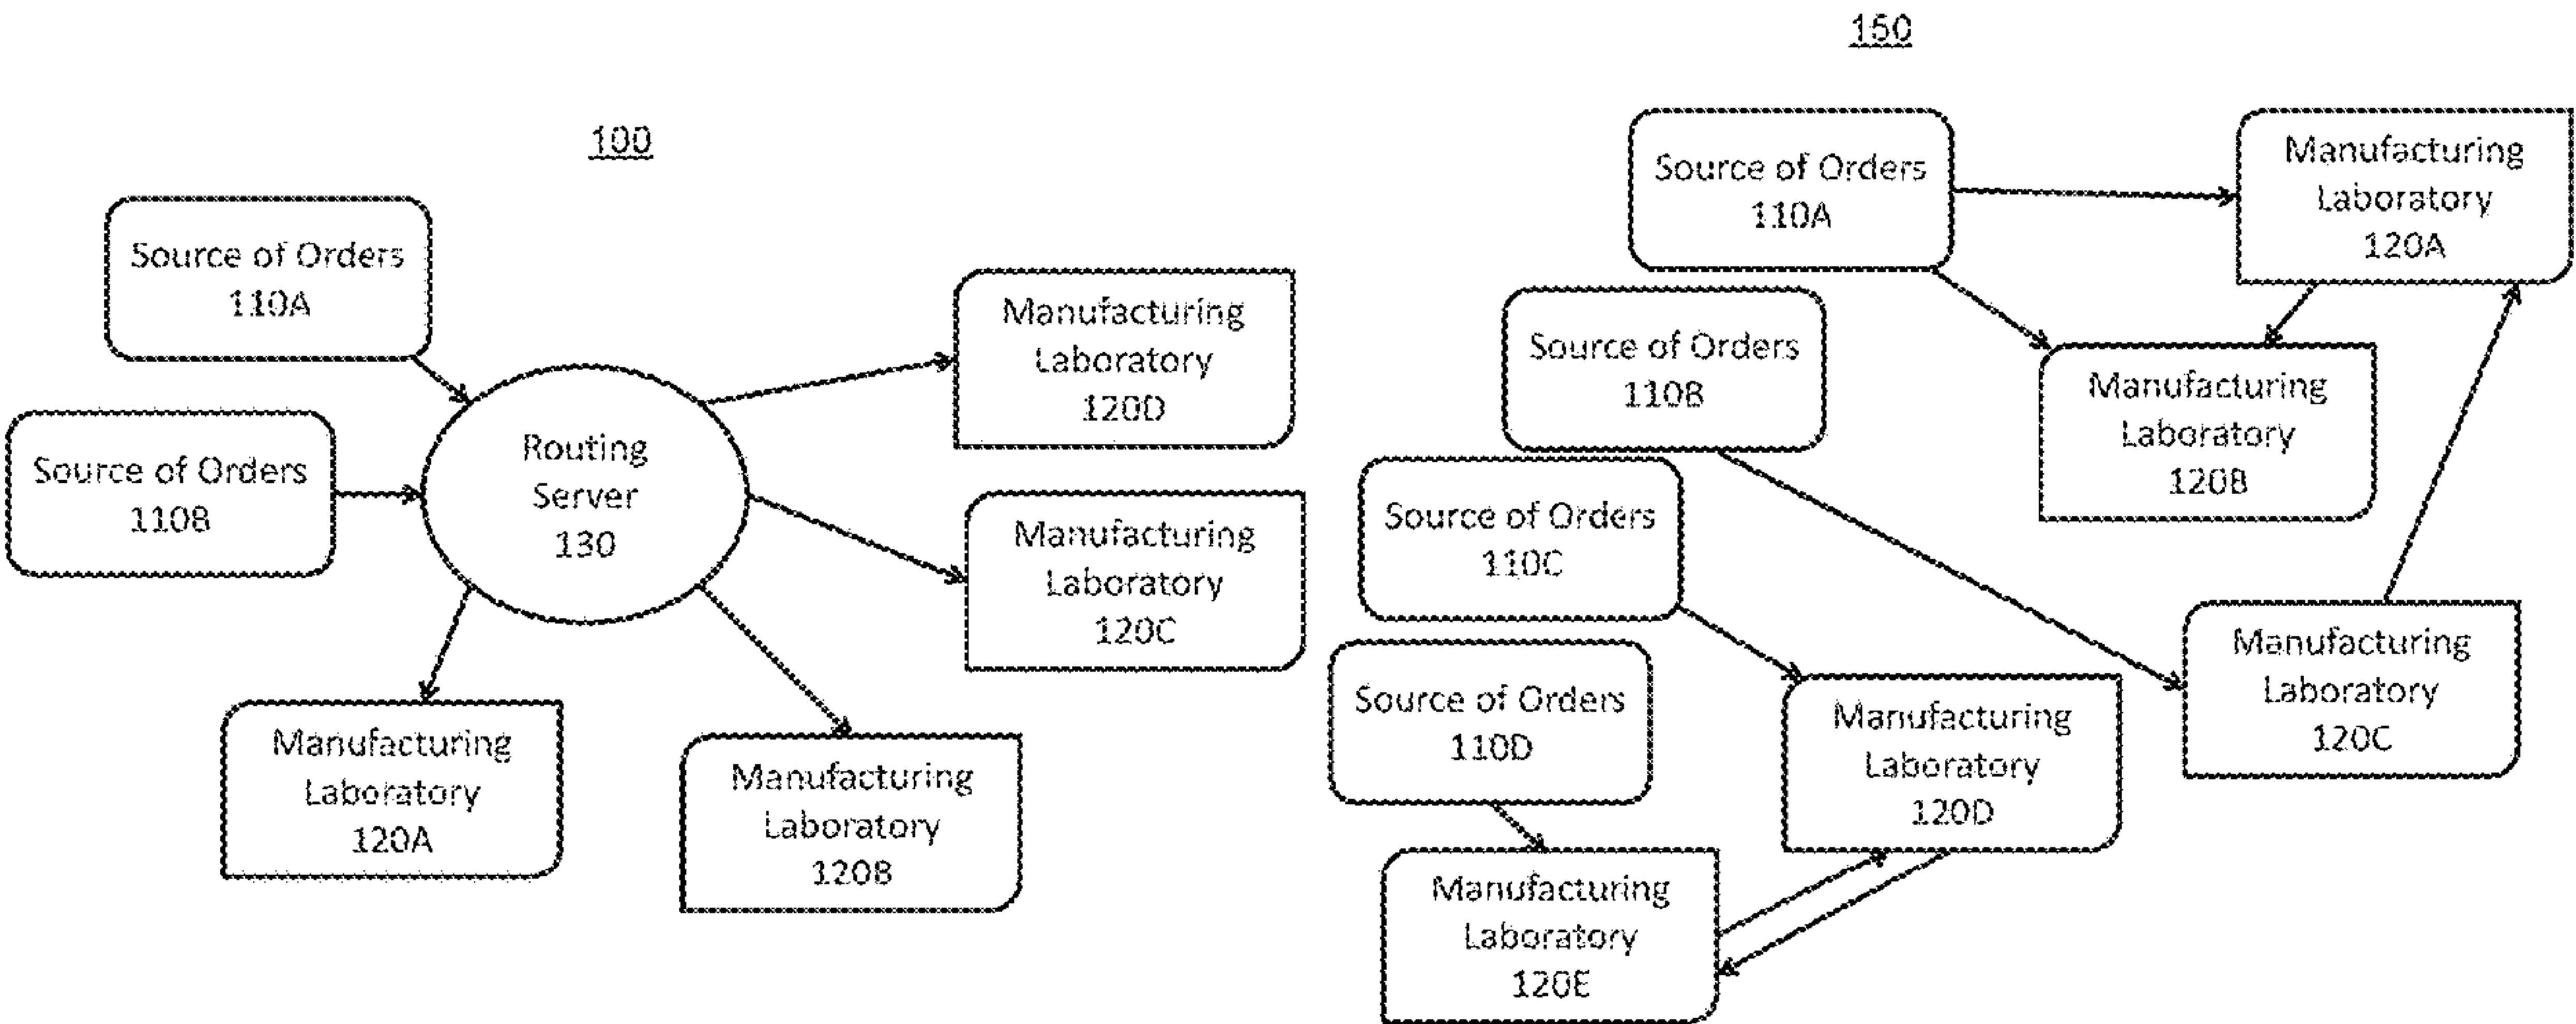 100
Source of Orders
110A
Source of Orders
110B
Routing
Server
130
Manufacturing
Laboratory
120D
Manufacturing
Laboratory
120C
Manufacturing
Laboratory
120A
Manufacturing
Laboratory
120B
150
Source of Orders
110A
Manufacturing
Laboratory
120A
Source of Orders
110B
Manufacturing
Laboratory
120B
Source of Orders
110C
Manufacturing
Laboratory
120C
Source of Orders
110D
Manufacturing
Laboratory
120D
Manufacturing
Laboratory
120E